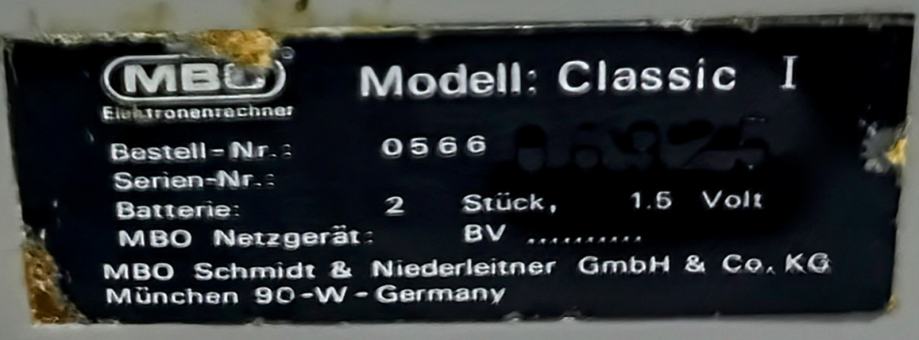 MBO
Elektronenrechner
Modell: Classic I
Bestell-Nr.: 0566
Serien-Nr.:
Batterie: 2 Stück, 1.5 Volt
MBO Netzgerät: BV ..........
MBO Schmidt & Niederleitner GmbH & Co. KG
München 90-W-Germany